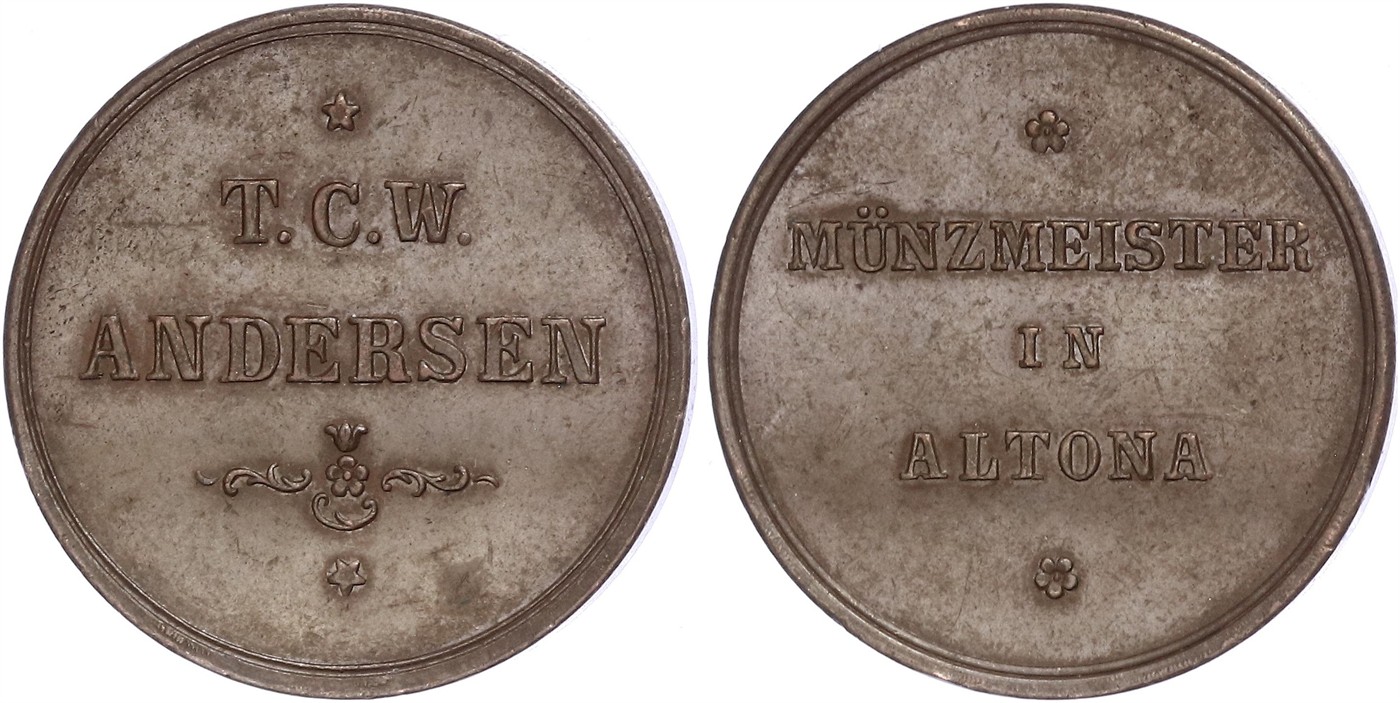 T. C. W.
ANDERSEN
MÜNZMEISTER
IN
ALTONA